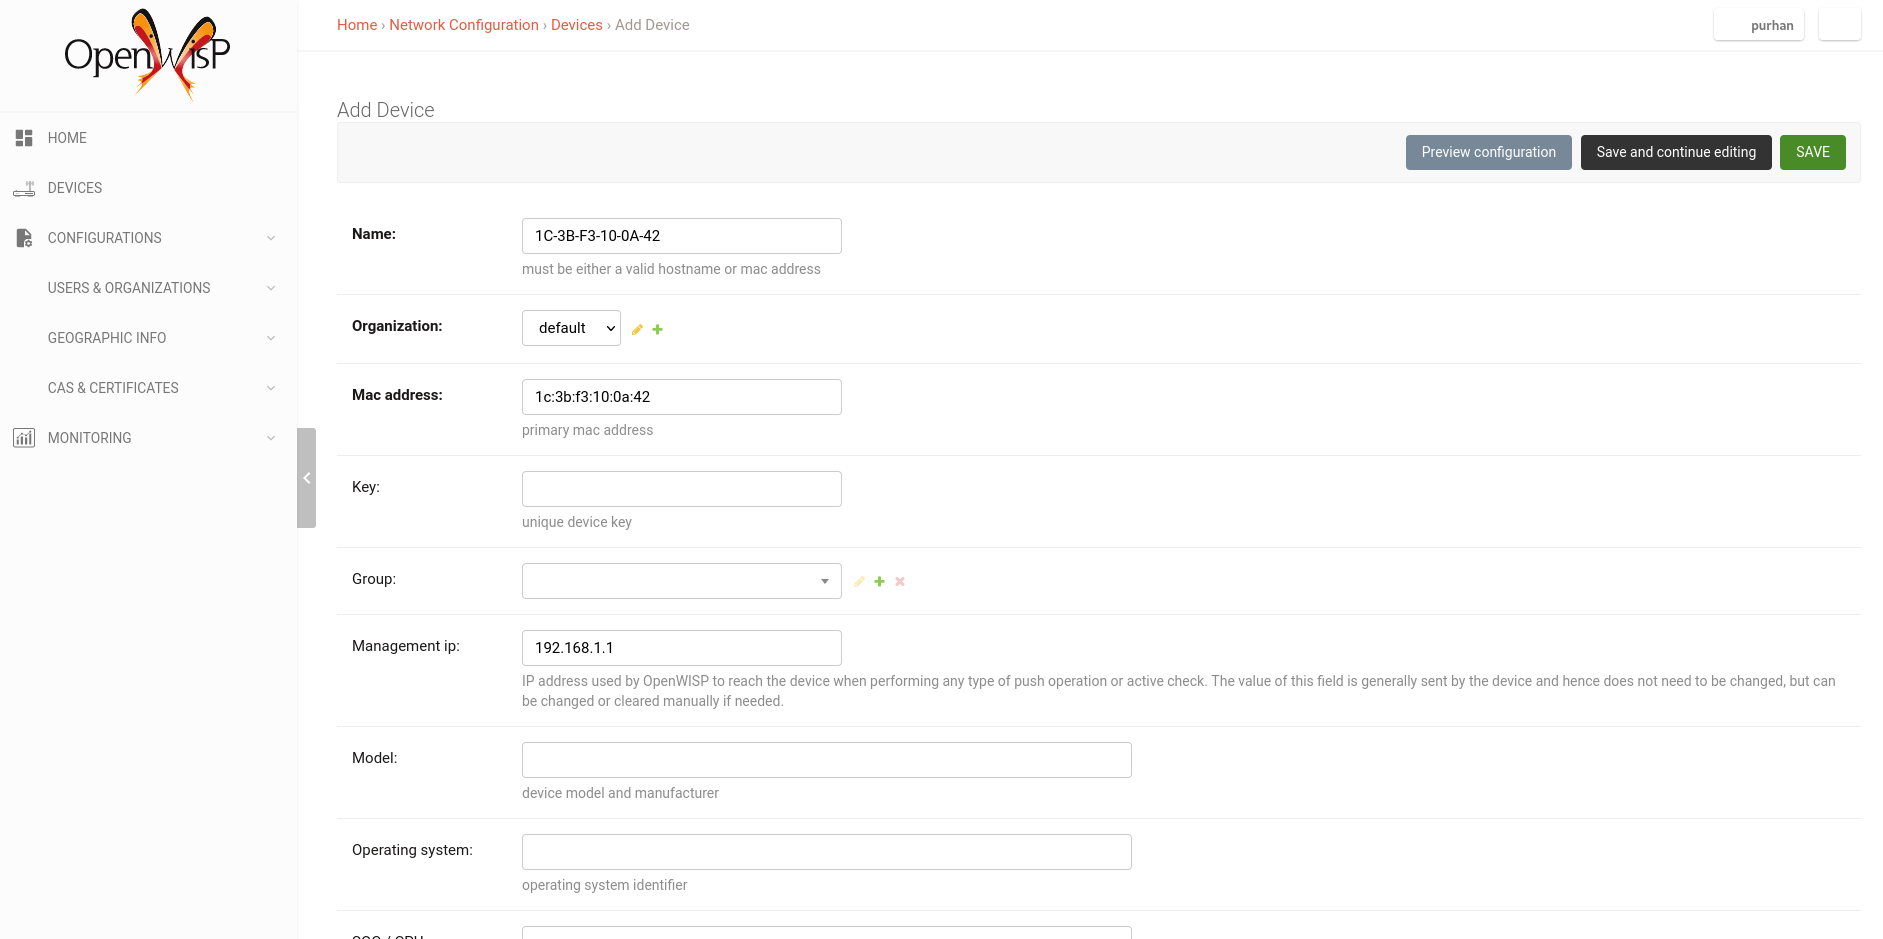 OpenWISP
Home › Network Configuration › Devices › Add Device
purhan
HOME
DEVICES
CONFIGURATIONS
USERS & ORGANIZATIONS
GEOGRAPHIC INFO
CAS & CERTIFICATES
MONITORING
Add Device
Preview configuration
Save and continue editing
SAVE
Name:
1C-3B-F3-10-0A-42
must be either a valid hostname or mac address
Organization:
default
Mac address:
1c:3b:f3:10:0a:42
primary mac address
Key:
unique device key
Group:
Management ip:
192.168.1.1
IP address used by OpenWISP to reach the device when performing any type of push operation or active check. The value of this field is generally sent by the device and hence does not need to be changed, but can
be changed or cleared manually if needed.
Model:
device model and manufacturer
Operating system:
operating system identifier